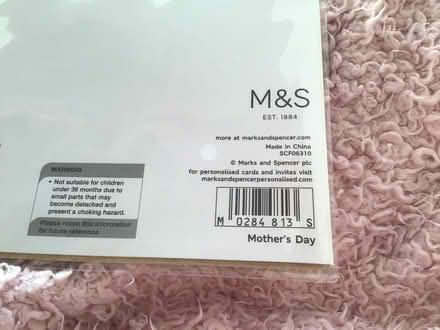 M&S
EST. 1884
more at marksandspencer.com
Made in China
SCF06310
© Marks and Spencer plc
for personalised cards and invites visit
marksandspencerpersonalised.com
M 0284 813 S
Mother's Day
WARNING
• Not suitable for children
under 36 months due to
small parts that may
become detached and
present a choking hazard.
Please retain this information
for future reference.